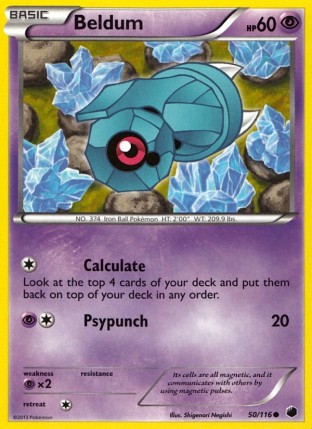 BASIC
Beldum
HP60
NO. 374 Iron Ball Pokémon HT: 2'00" WT: 209.9 lbs.
Calculate
Look at the top 4 cards of your deck and put them
back on top of your deck in any order.
Psypunch 20
weakness resistance
×2
retreat
Its cells are all magnetic, and it
communicates with others by
using magnetic pulses.
Illus. Shigenori Negishi
50/116
©2013 Pokémon